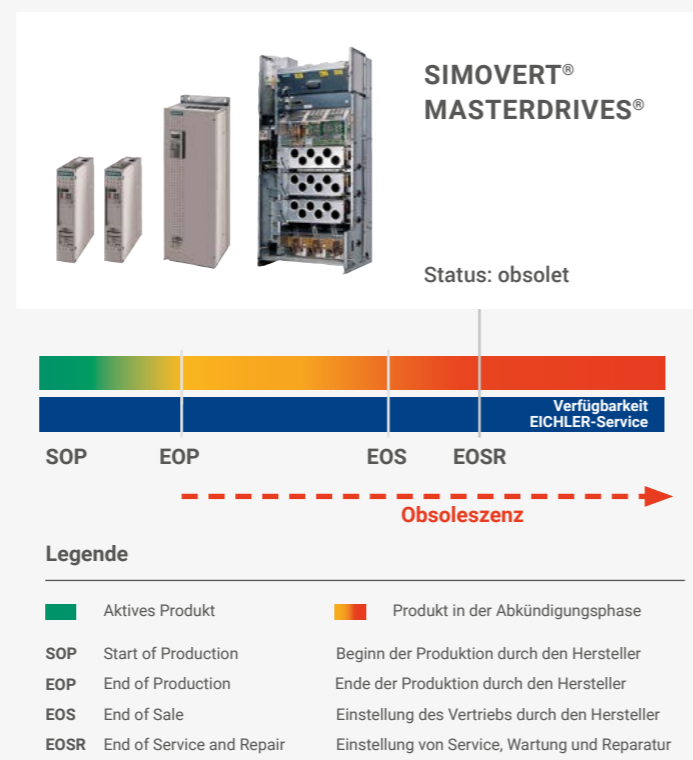 SIMOVERT®
MASTERDRIVES®
Status: obsolet
Verfügbarkeit
EICHLER-Service
SOP EOP EOS EOSR
Obsoleszenz
Legende
Aktives Produkt Produkt in der Abkündigungsphase
SOP Start of Production Beginn der Produktion durch den Hersteller
EOP End of Production Ende der Produktion durch den Hersteller
EOS End of Sale Einstellung des Vertriebs durch den Hersteller
EOSR End of Service and Repair Einstellung von Service, Wartung und Reparatur